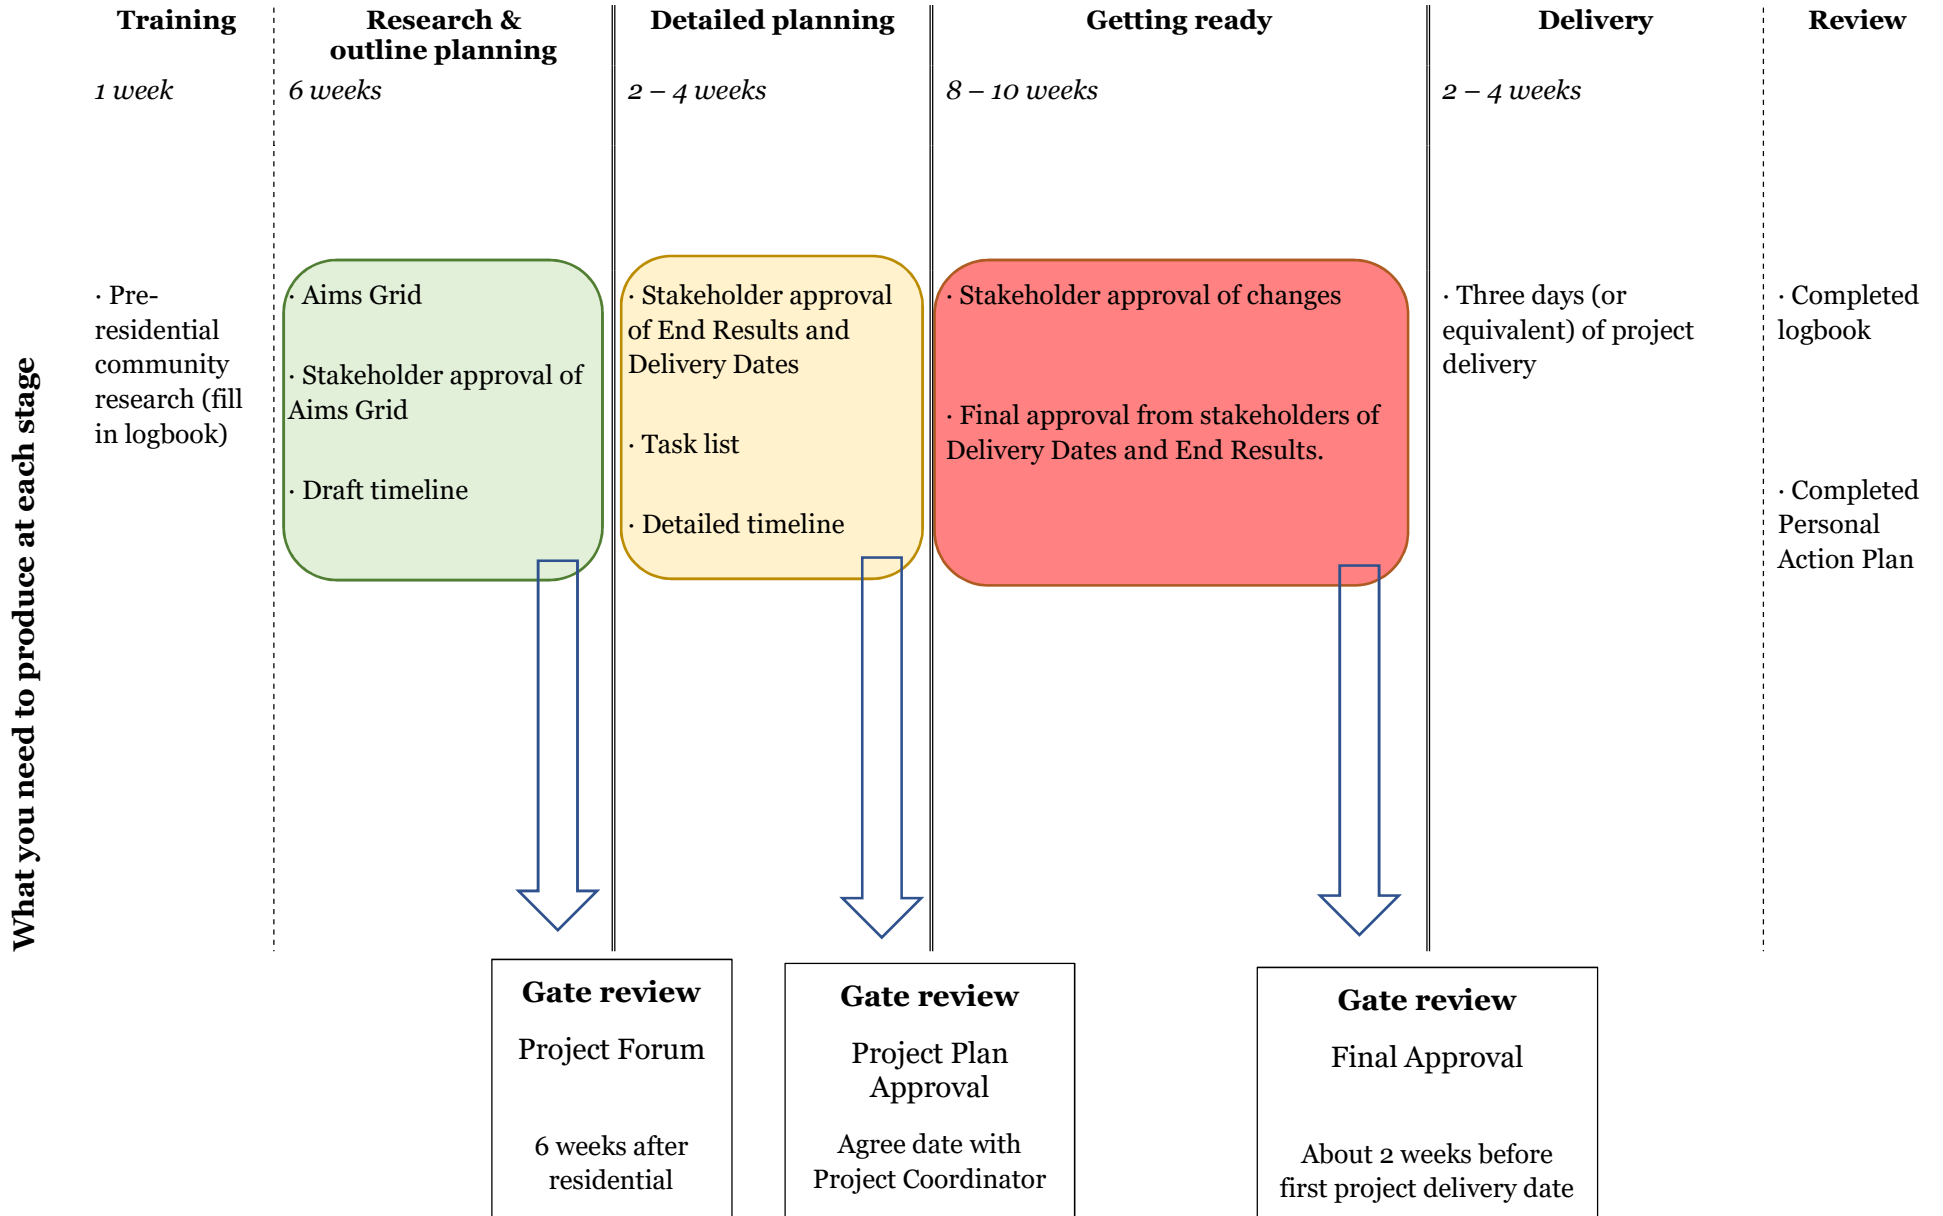 Training
Research &
outline planning
Detailed planning
Getting ready
Delivery
Review
1 week
6 weeks
2 – 4 weeks
8 – 10 weeks
2 – 4 weeks
What you need to produce at each stage
· Pre-
residential
community
research (fill
in logbook)
· Aims Grid
· Stakeholder approval of
Aims Grid
· Draft timeline
· Stakeholder approval
of End Results and
Delivery Dates
· Task list
· Detailed timeline
· Stakeholder approval of changes
· Final approval from stakeholders of
Delivery Dates and End Results.
· Three days (or
equivalent) of project
delivery
· Completed
logbook
· Completed
Personal
Action Plan
Gate review
Project Forum
6 weeks after
residential
Gate review
Project Plan
Approval
Agree date with
Project Coordinator
Gate review
Final Approval
About 2 weeks before
first project delivery date